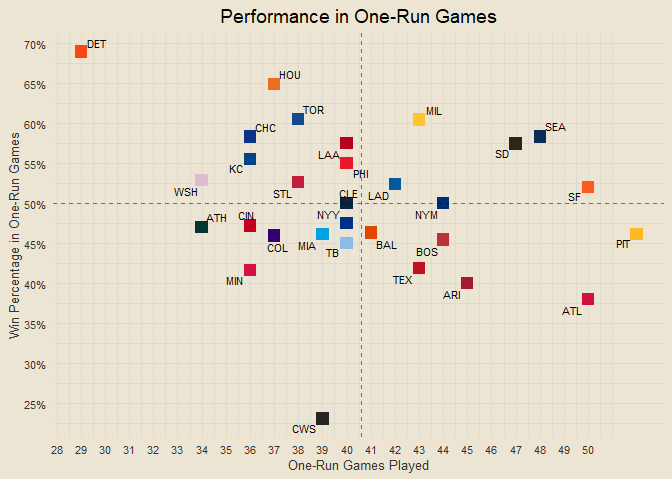 Performance in One-Run Games
Win Percentage in One-Run Games
70%
65%
60%
55%
50%
45%
40%
35%
30%
25%
DET
HOU
TOR
MIL
CHC
SEA
LAA
SD
KC
PHI
WSH
STL
CLE
LAD
SF
ATH
CIN
NYY
NYM
COL
MIA
TB
BAL
BOS
PIT
MIN
TEX
ARI
ATL
CWS
28 29 30 31 32 33 34 35 36 37 38 39 40 41 42 43 44 45 46 47 48 49 50
One-Run Games Played